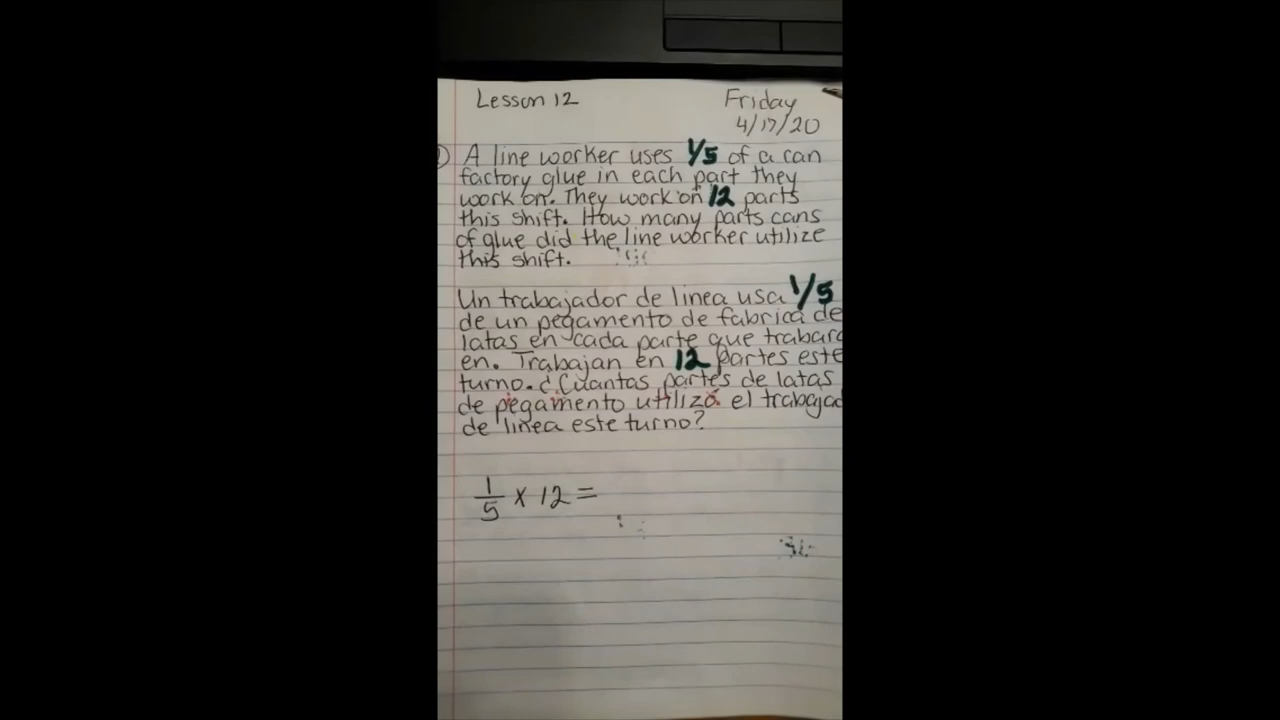 Lesson 12
Friday
4/17/20
A line worker uses 1/5 of a can
factory glue in each part they
work on. They work on 12 parts
this shift. How many parts cans
of glue did the line worker utilize
this shift.
Un trabajador de linea usa 1/5
de un pegamento de fabrica de
latas en cada parte que trabara
en. Trabajan en 12 partes este
turno. ¿Cuantas partes de latas
de pegamento utilizó el trabajad
de linea este turno?
1/5 x 12 =